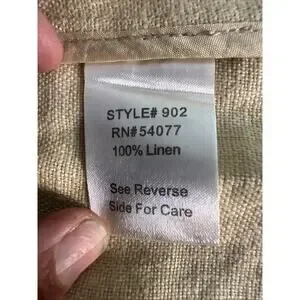 STYLE# 902
RN#54077
100% Linen
See Reverse
Side For Care